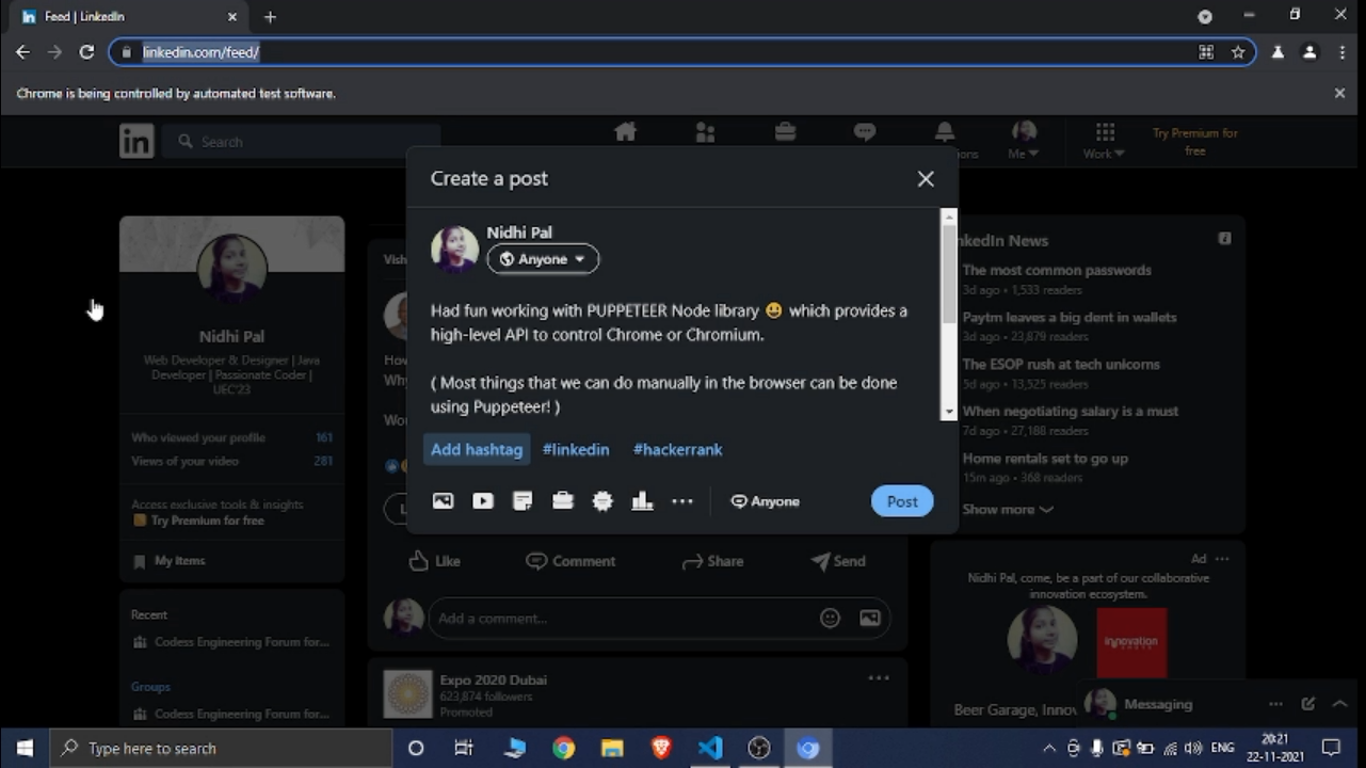 Feed | LinkedIn
linkedin.com/feed/
Chrome is being controlled by automated test software.
in
Search
ions
Me
Work
Try Premium for
free
Create a post
Nidhi Pal
Anyone
Had fun working with PUPPETEER Node library 😃 which provides a
high-level API to control Chrome or Chromium.
( Most things that we can do manually in the browser can be done
using Puppeteer! )
Add hashtag #linkedin #hackerrank
Anyone
Post
Nidhi Pal
Web Developer & Designer | Java
Developer | Passionate Coder |
UEC'23
Who viewed your profile 161
Views of your video 281
Access exclusive tools & insights
Try Premium for free
My items
Recent
Codess Engineering Forum for...
Groups
Codess Engineering Forum for...
Vish
How
Why
Wo
L
Like Comment Share Send
Add a comment...
Expo 2020 Dubai
623,874 followers
Promoted
nkedIn News
The most common passwords
3d ago • 1,533 readers
Paytm leaves a big dent in wallets
3d ago • 23,879 readers
The ESOP rush at tech unicorns
5d ago • 13,525 readers
When negotiating salary is a must
7d ago • 27,188 readers
Home rentals set to go up
15m ago • 368 readers
Show more
Ad
Nidhi Pal, come, be a part of our collaborative
innovation ecosystem.
innovation
Beer Garage, Innov
Messaging
Type here to search
ENG
20:21
22-11-2021